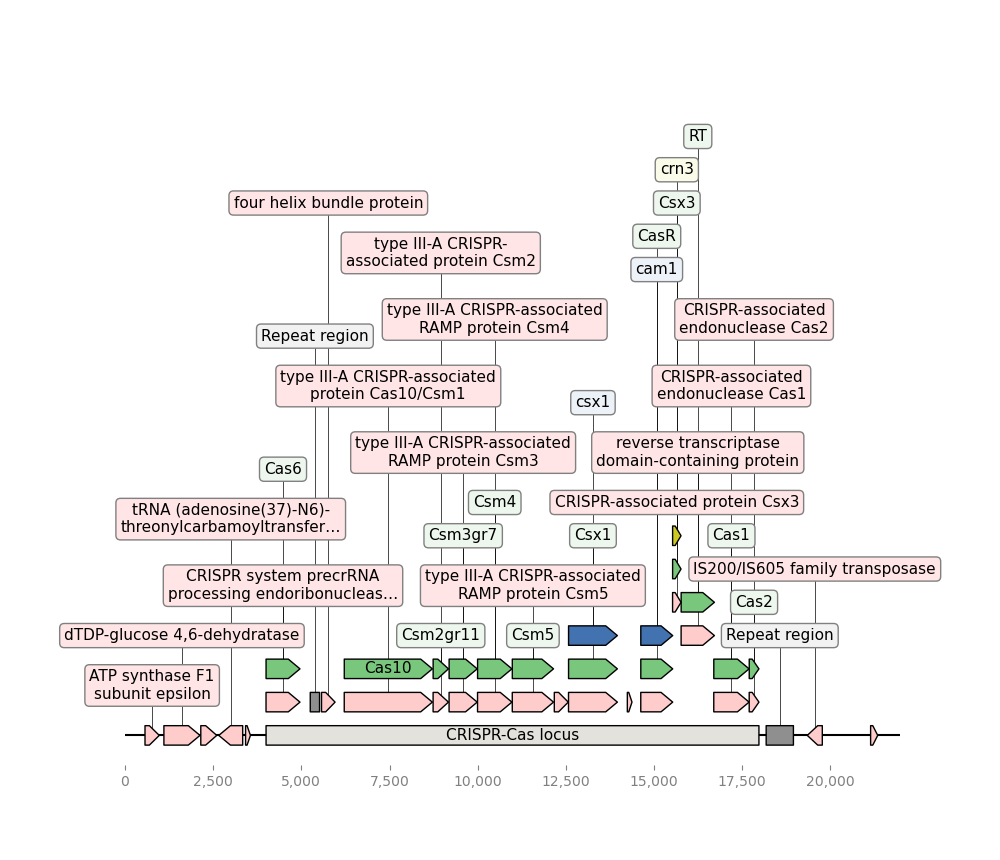 RT
crn3
four helix bundle protein
Csx3
CasR
type III-A CRISPR-
associated protein Csm2
cam1
type III-A CRISPR-associated
RAMP protein Csm4
CRISPR-associated
endonuclease Cas2
Repeat region
type III-A CRISPR-associated
protein Cas10/Csm1
CRISPR-associated
endonuclease Cas1
csx1
type III-A CRISPR-associated
RAMP protein Csm3
reverse transcriptase
domain-containing protein
Cas6
Csm4
CRISPR-associated protein Csx3
tRNA (adenosine(37)-N6)-
threonylcarbamoyltransfer…
Csm3gr7
Csx1
Cas1
IS200/IS605 family transposase
CRISPR system precrRNA
processing endoribonucleas…
type III-A CRISPR-associated
RAMP protein Csm5
Cas2
dTDP-glucose 4,6-dehydratase
Csm2gr11
Csm5
Repeat region
Cas10
ATP synthase F1
subunit epsilon
CRISPR-Cas locus
0
2,500
5,000
7,500
10,000
12,500
15,000
17,500
20,000